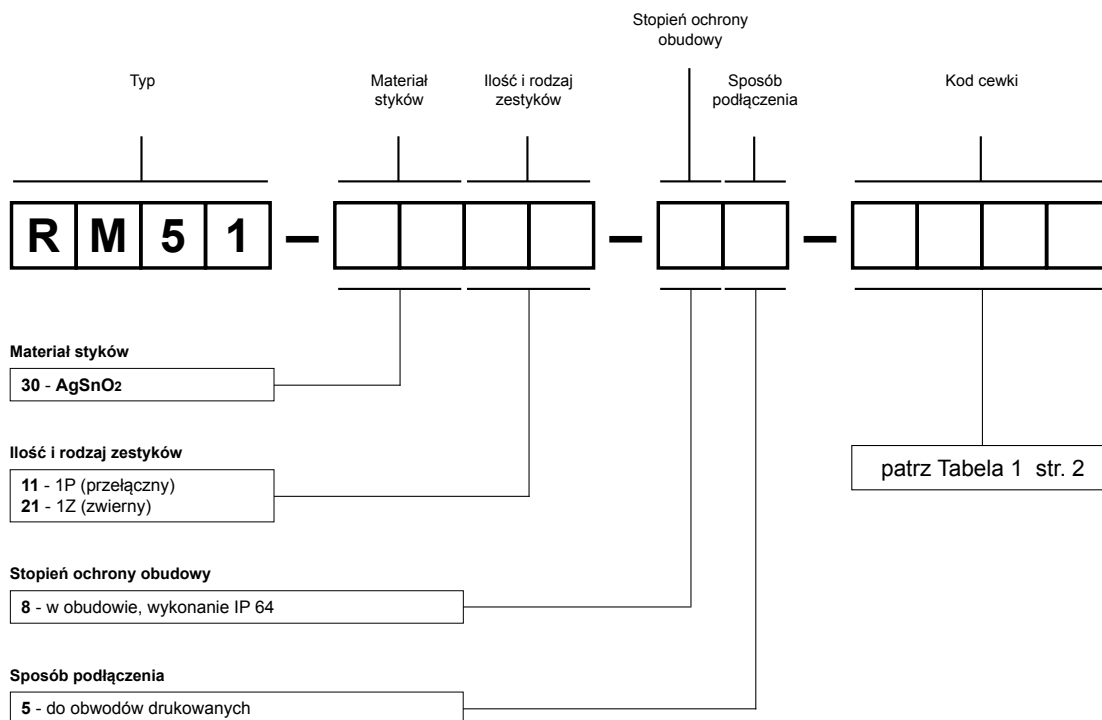 Stopień ochrony
obudowy
Typ
Materiał
styków
Ilość i rodzaj
zestyków
Sposób
podłączenia
Kod cewki
R M 5 1 – – –
Materiał styków
30 - AgSnO2
Ilość i rodzaj zestyków
11 - 1P (przełączny)
21 - 1Z (zwierny)
patrz Tabela 1 str. 2
Stopień ochrony obudowy
8 - w obudowie, wykonanie IP 64
Sposób podłączenia
5 - do obwodów drukowanych